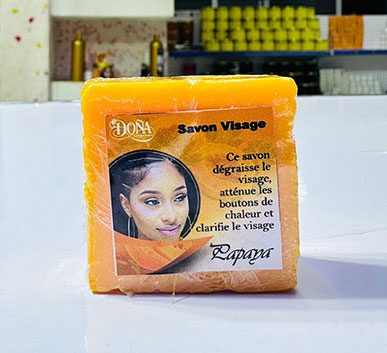 DONA
Savon Visage
Ce savon
dégraisse le
visage,
atténue les
boutons de
chaleur et
clarifie le visage
Papaya